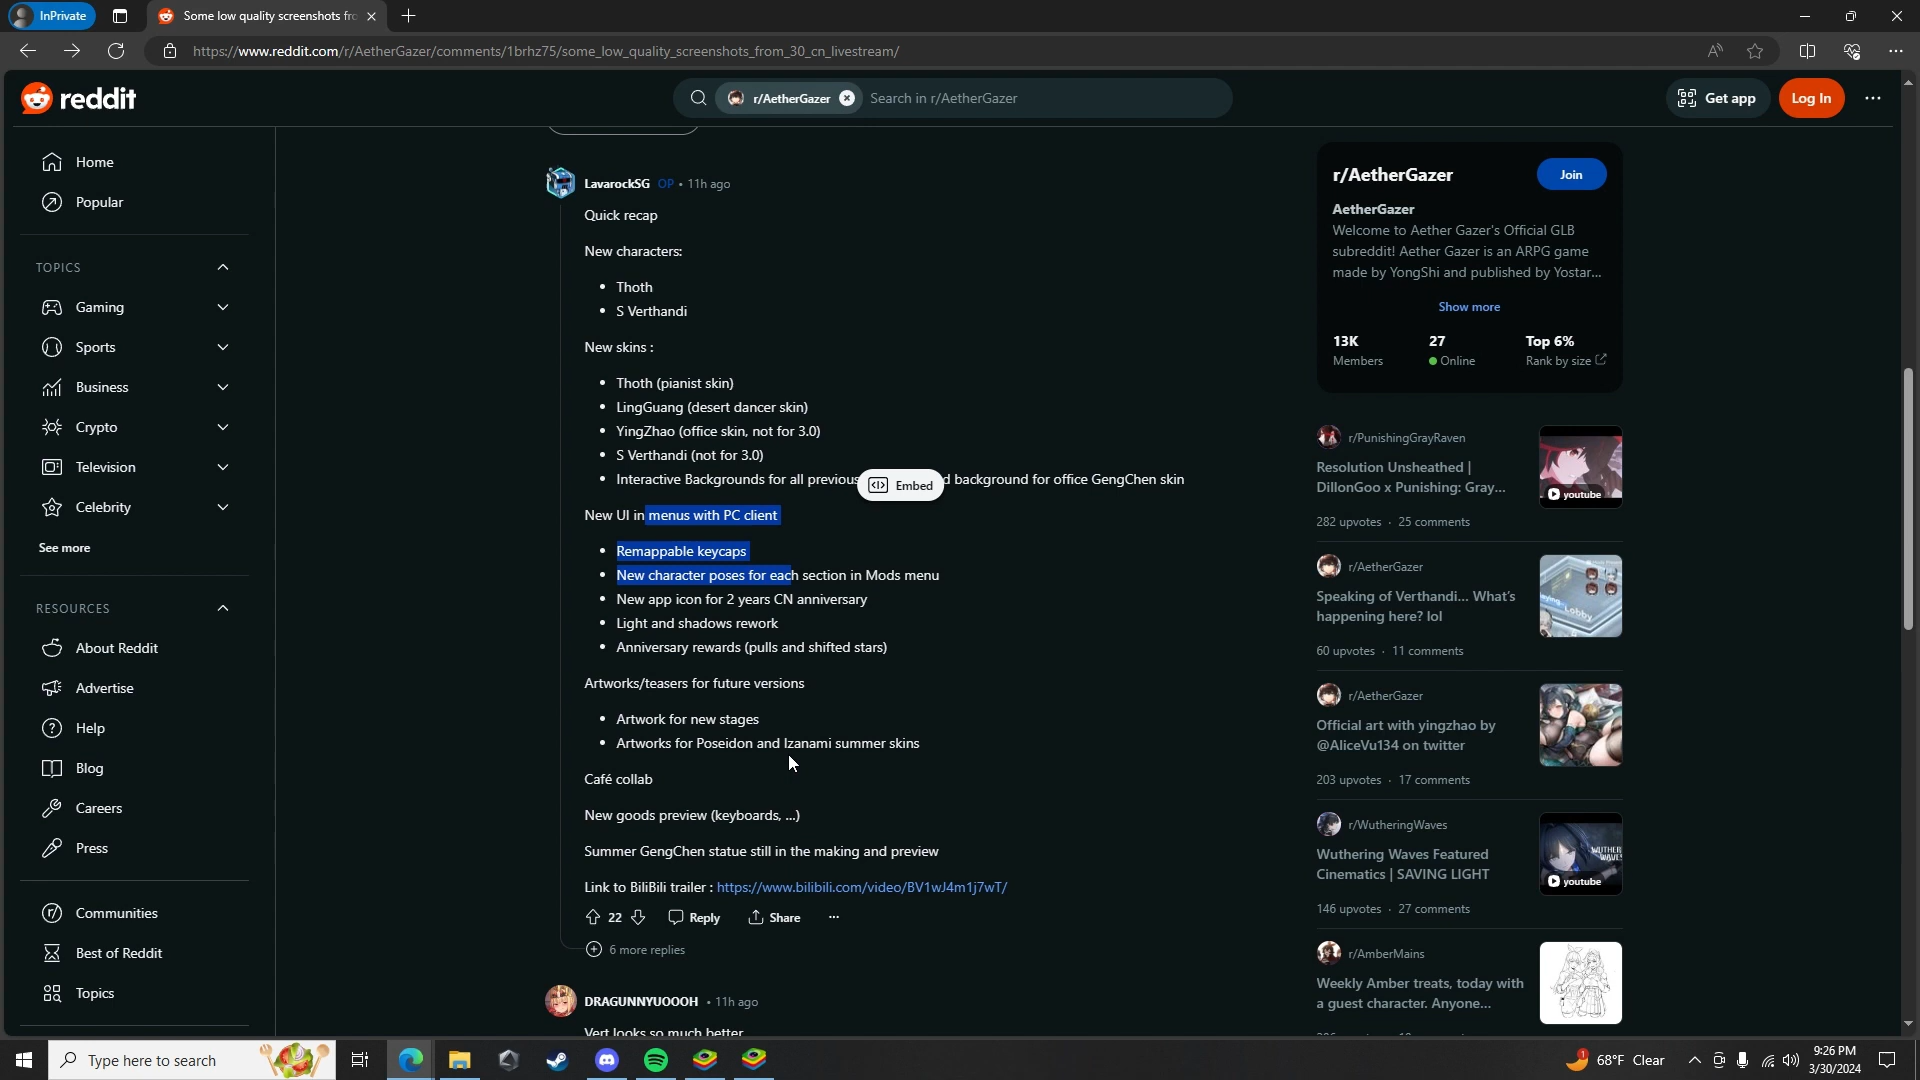 InPrivate
Some low quality screenshots fr
https://www.reddit.com/r/AetherGazer/comments/1brhz75/some_low_quality_screenshots_from_30_cn_livestream/
reddit
r/AetherGazer
Search in r/AetherGazer
Get app
Log In
Home
Popular
TOPICS
Gaming
Sports
Business
Crypto
Television
Celebrity
See more
RESOURCES
About Reddit
Advertise
Help
Blog
Careers
Press
Communities
Best of Reddit
Topics
LavarockSG OP • 11h ago
Quick recap
New characters:
• Thoth
• S Verthandi
New skins :
• Thoth (pianist skin)
• LingGuang (desert dancer skin)
• YingZhao (office skin, not for 3.0)
• S Verthandi (not for 3.0)
• Interactive Backgrounds for all previous
Embed
d background for office GengChen skin
New UI in menus with PC client
• Remappable keycaps
• New character poses for each section in Mods menu
• New app icon for 2 years CN anniversary
• Light and shadows rework
• Anniversary rewards (pulls and shifted stars)
Artworks/teasers for future versions
• Artwork for new stages
• Artworks for Poseidon and Izanami summer skins
Café collab
New goods preview (keyboards, ...)
Summer GengChen statue still in the making and preview
Link to BiliBili trailer : https://www.bilibili.com/video/BV1wJ4m1j7wT/
22
Reply
Share
6 more replies
DRAGUNNYUOOOH • 11h ago
Vert looks so much better
r/AetherGazer
Join
AetherGazer
Welcome to Aether Gazer's Official GLB
subreddit! Aether Gazer is an ARPG game
made by YongShi and published by Yostar...
Show more
13K
27
Top 6%
Members
Online
Rank by size
r/PunishingGrayRaven
Resolution Unsheathed |
DillonGoo x Punishing: Gray...
youtube
282 upvotes · 25 comments
r/AetherGazer
Speaking of Verthandi... What's
happening here? lol
Lobby
60 upvotes · 11 comments
r/AetherGazer
Official art with yingzhao by
@AliceVu134 on twitter
203 upvotes · 17 comments
r/WutheringWaves
Wuthering Waves Featured
Cinematics | SAVING LIGHT
youtube
146 upvotes · 27 comments
r/AmberMains
Weekly Amber treats, today with
a guest character. Anyone...
Type here to search
68°F Clear
9:26 PM
3/30/2024